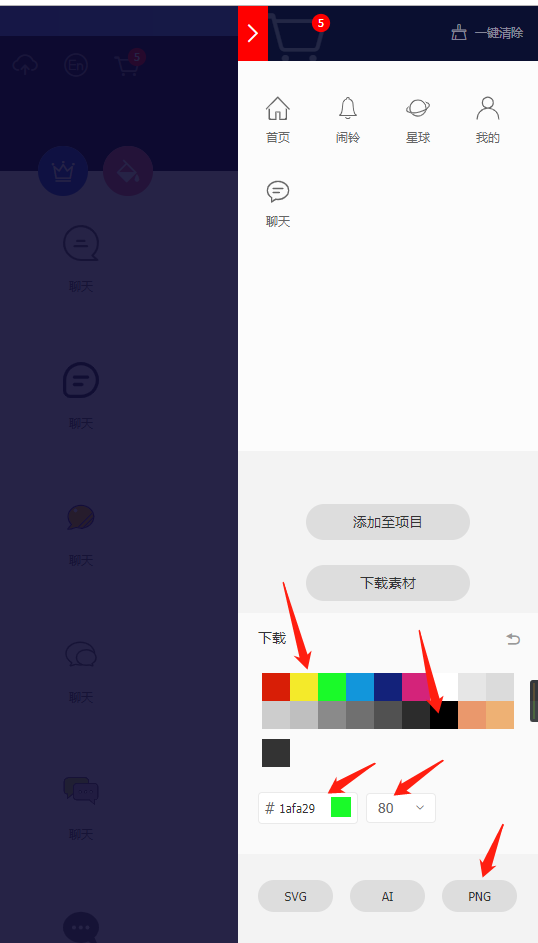 5
En
5
一键清除
首页
闹铃
星球
我的
聊天
聊天
聊天
聊天
聊天
聊天
添加至项目
下载素材
下载
# 1afa29
80
SVG
AI
PNG